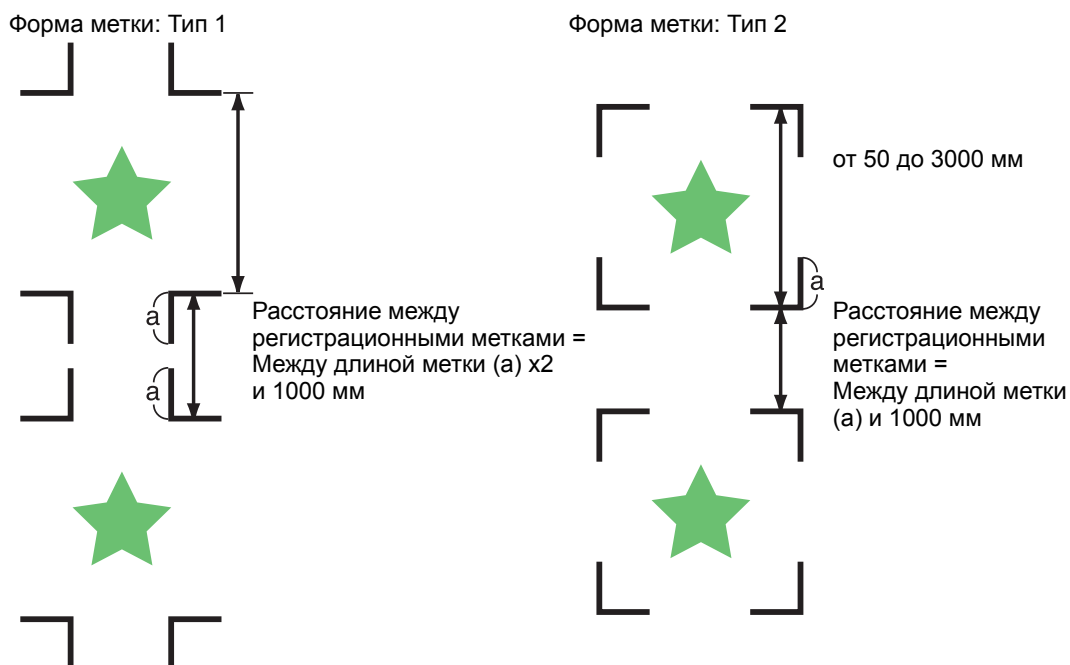 Форма метки: Тип 1
Форма метки: Тип 2
от 50 до 3000 мм
a
a
Расстояние между
регистрационными метками =
Между длиной метки (a) x2
и 1000 мм
a
Расстояние между
регистрационными
метками =
Между длиной метки
(a) и 1000 мм